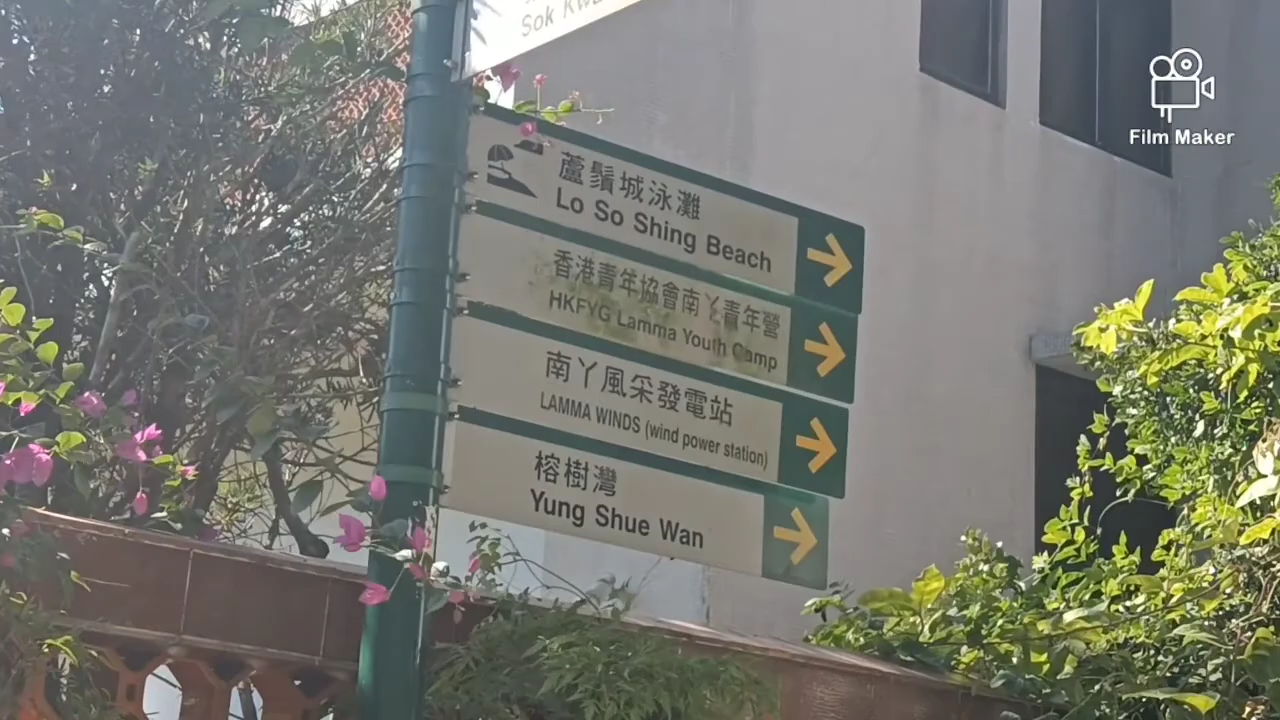 Sok Kw
Film Maker
蘆鬚城泳灘
Lo So Shing Beach
香港青年協會南丫青年營
HKFYG Lamma Youth Camp
南丫風采發電站
LAMMA WINDS (wind power station)
榕樹灣
Yung Shue Wan